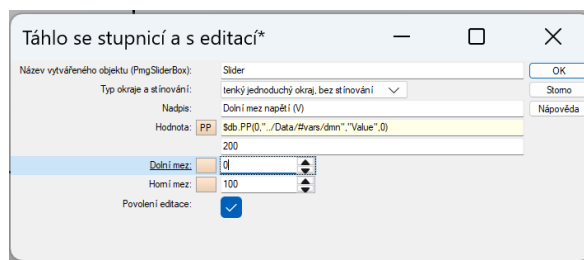 Táhlo se stupnicí a s editací*
Název vytvářeného objektu (PmgSliderBox): Slider OK
Typ okraje a stínování: tenký jednoduchý okraj, bez stínování Storno
Nadpis: Dolní mez napětí (V) Nápověda
Hodnota: PP $db.PP(0,"../Data/#vars/dmn","Value",0)
200
Dolní mez: 0
Horní mez: 100
Povolení editace: